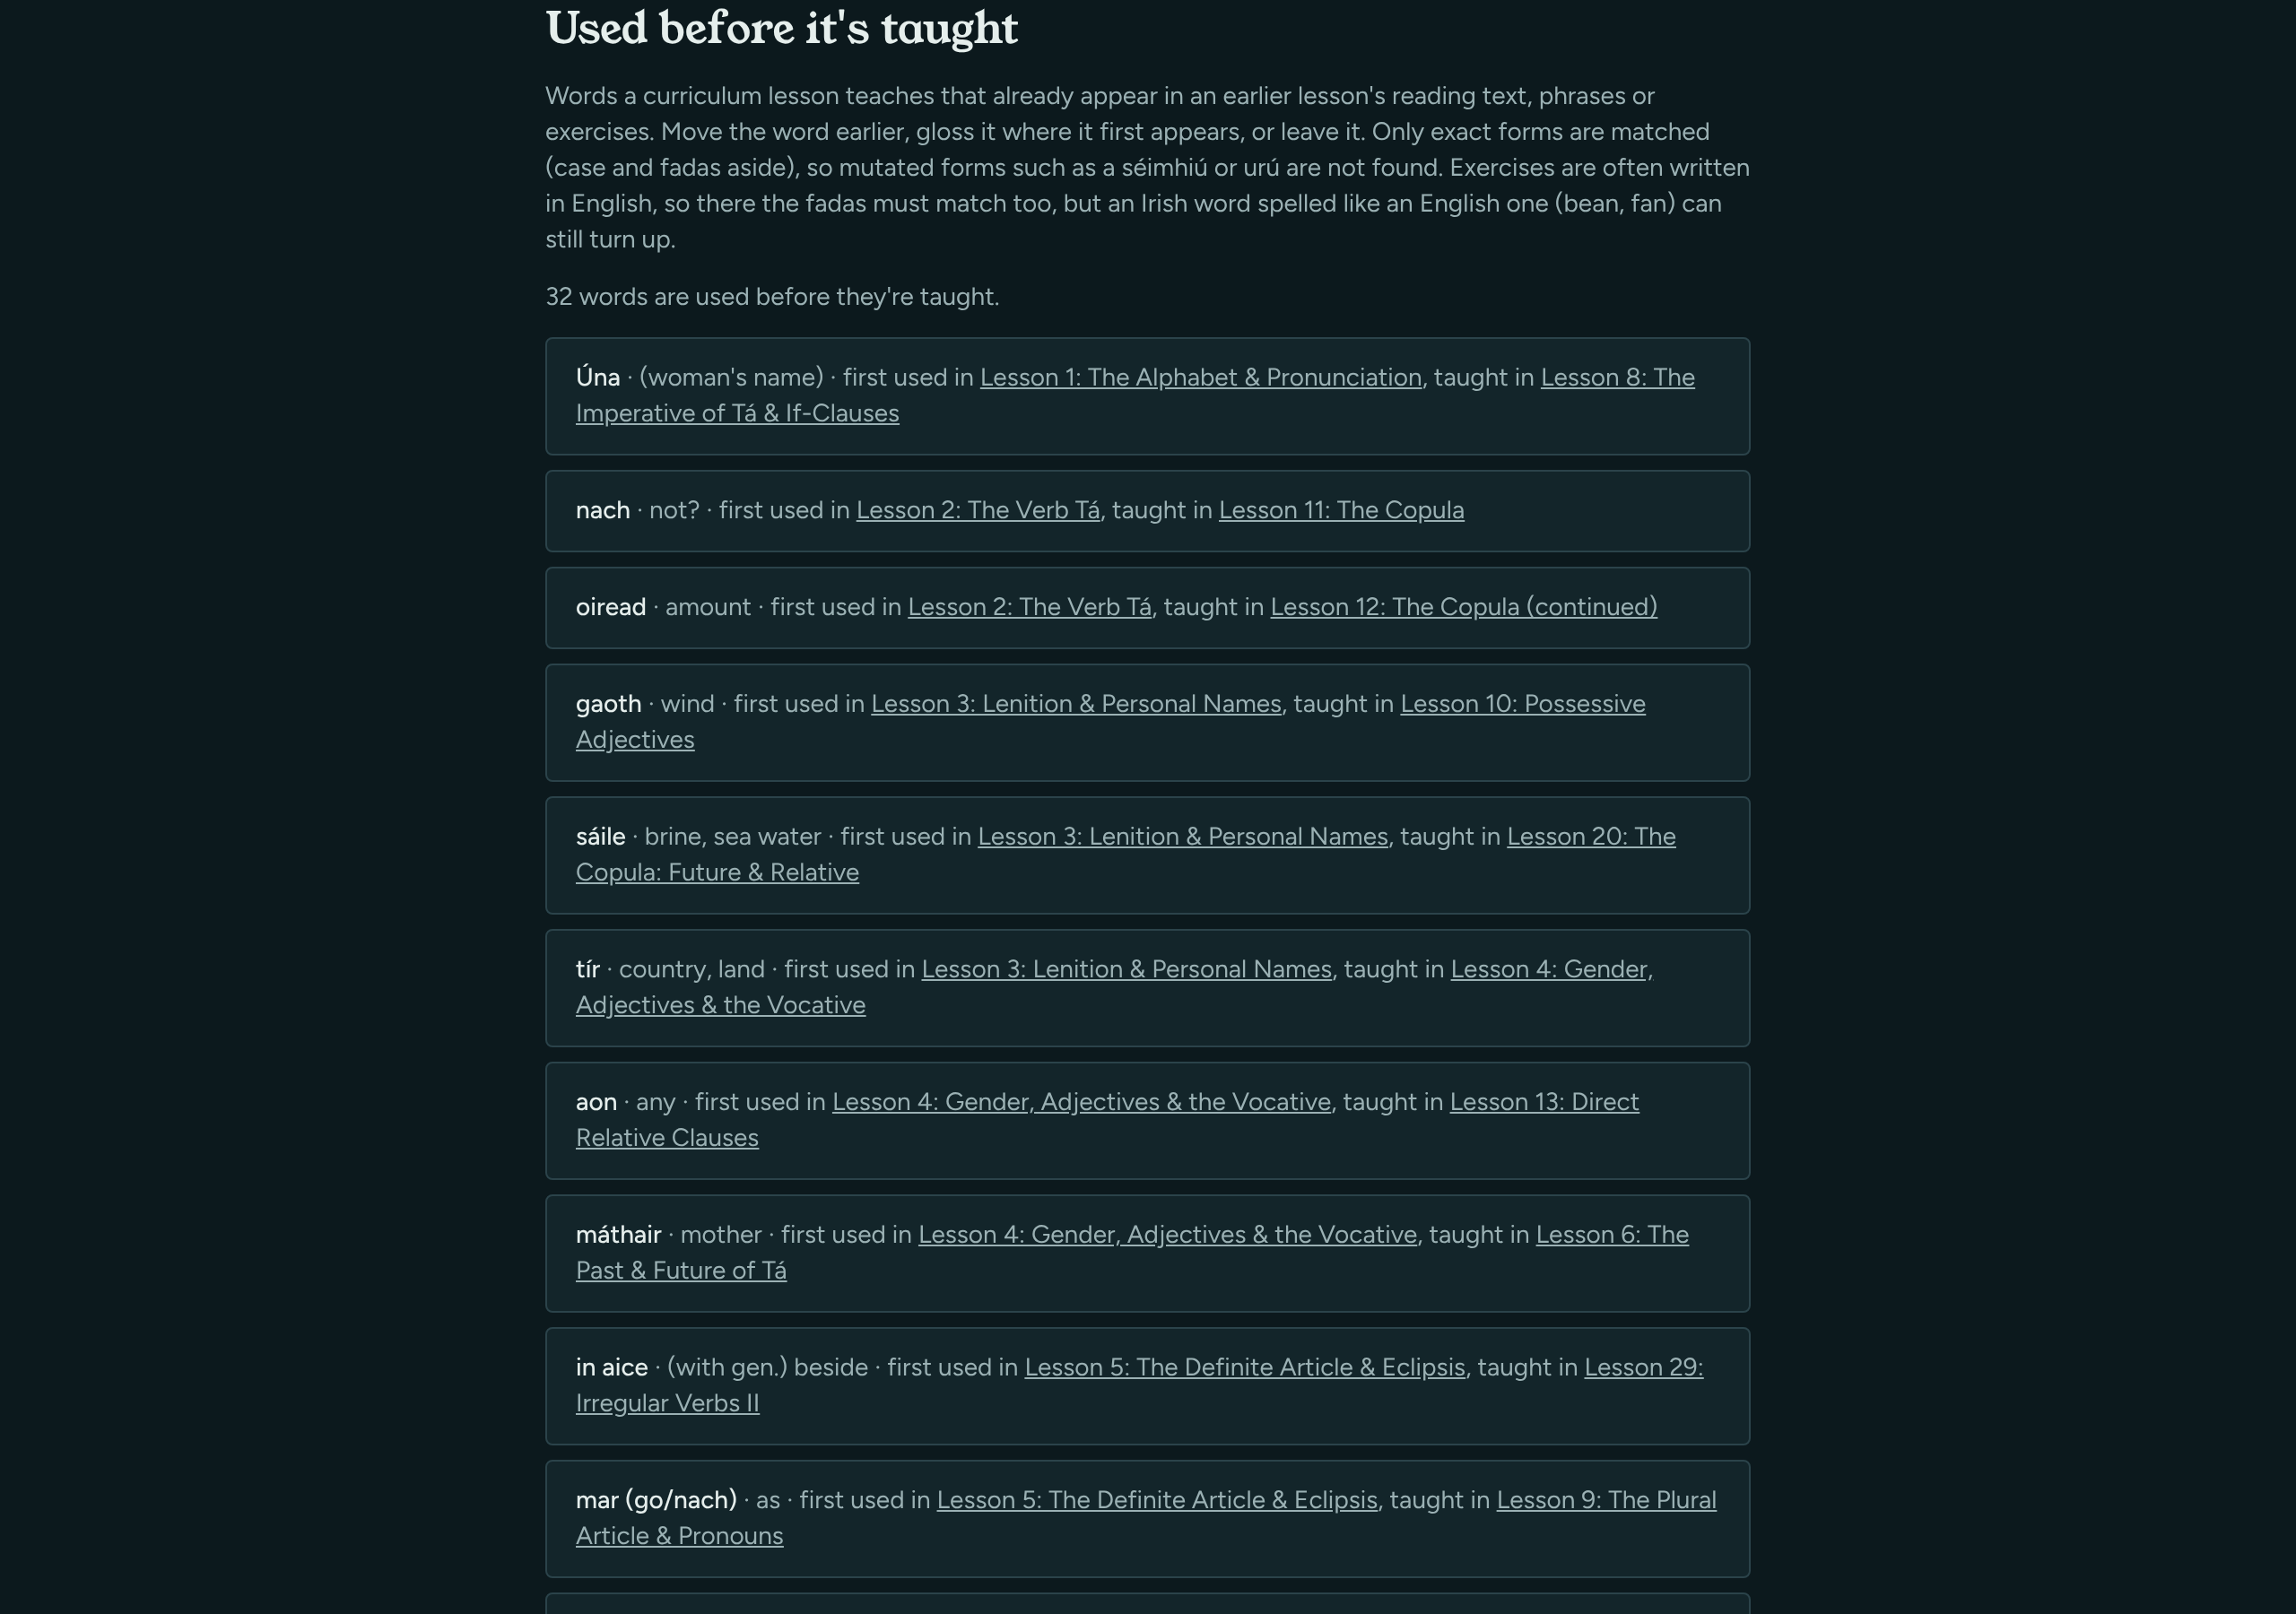 Used before it's taught
Words a curriculum lesson teaches that already appear in an earlier lesson's reading text, phrases or
exercises. Move the word earlier, gloss it where it first appears, or leave it. Only exact forms are matched
(case and fadas aside), so mutated forms such as a séimhiú or urú are not found. Exercises are often written
in English, so there the fadas must match too, but an Irish word spelled like an English one (bean, fan) can
still turn up.
32 words are used before they're taught.
Úna · (woman's name) · first used in Lesson 1: The Alphabet & Pronunciation, taught in Lesson 8: The
Imperative of Tá & If-Clauses
nach · not? · first used in Lesson 2: The Verb Tá, taught in Lesson 11: The Copula
oiread · amount · first used in Lesson 2: The Verb Tá, taught in Lesson 12: The Copula (continued)
gaoth · wind · first used in Lesson 3: Lenition & Personal Names, taught in Lesson 10: Possessive
Adjectives
sáile · brine, sea water · first used in Lesson 3: Lenition & Personal Names, taught in Lesson 20: The
Copula: Future & Relative
tír · country, land · first used in Lesson 3: Lenition & Personal Names, taught in Lesson 4: Gender,
Adjectives & the Vocative
aon · any · first used in Lesson 4: Gender, Adjectives & the Vocative, taught in Lesson 13: Direct
Relative Clauses
máthair · mother · first used in Lesson 4: Gender, Adjectives & the Vocative, taught in Lesson 6: The
Past & Future of Tá
in aice · (with gen.) beside · first used in Lesson 5: The Definite Article & Eclipsis, taught in Lesson 29:
Irregular Verbs II
mar (go/nach) · as · first used in Lesson 5: The Definite Article & Eclipsis, taught in Lesson 9: The Plural
Article & Pronouns